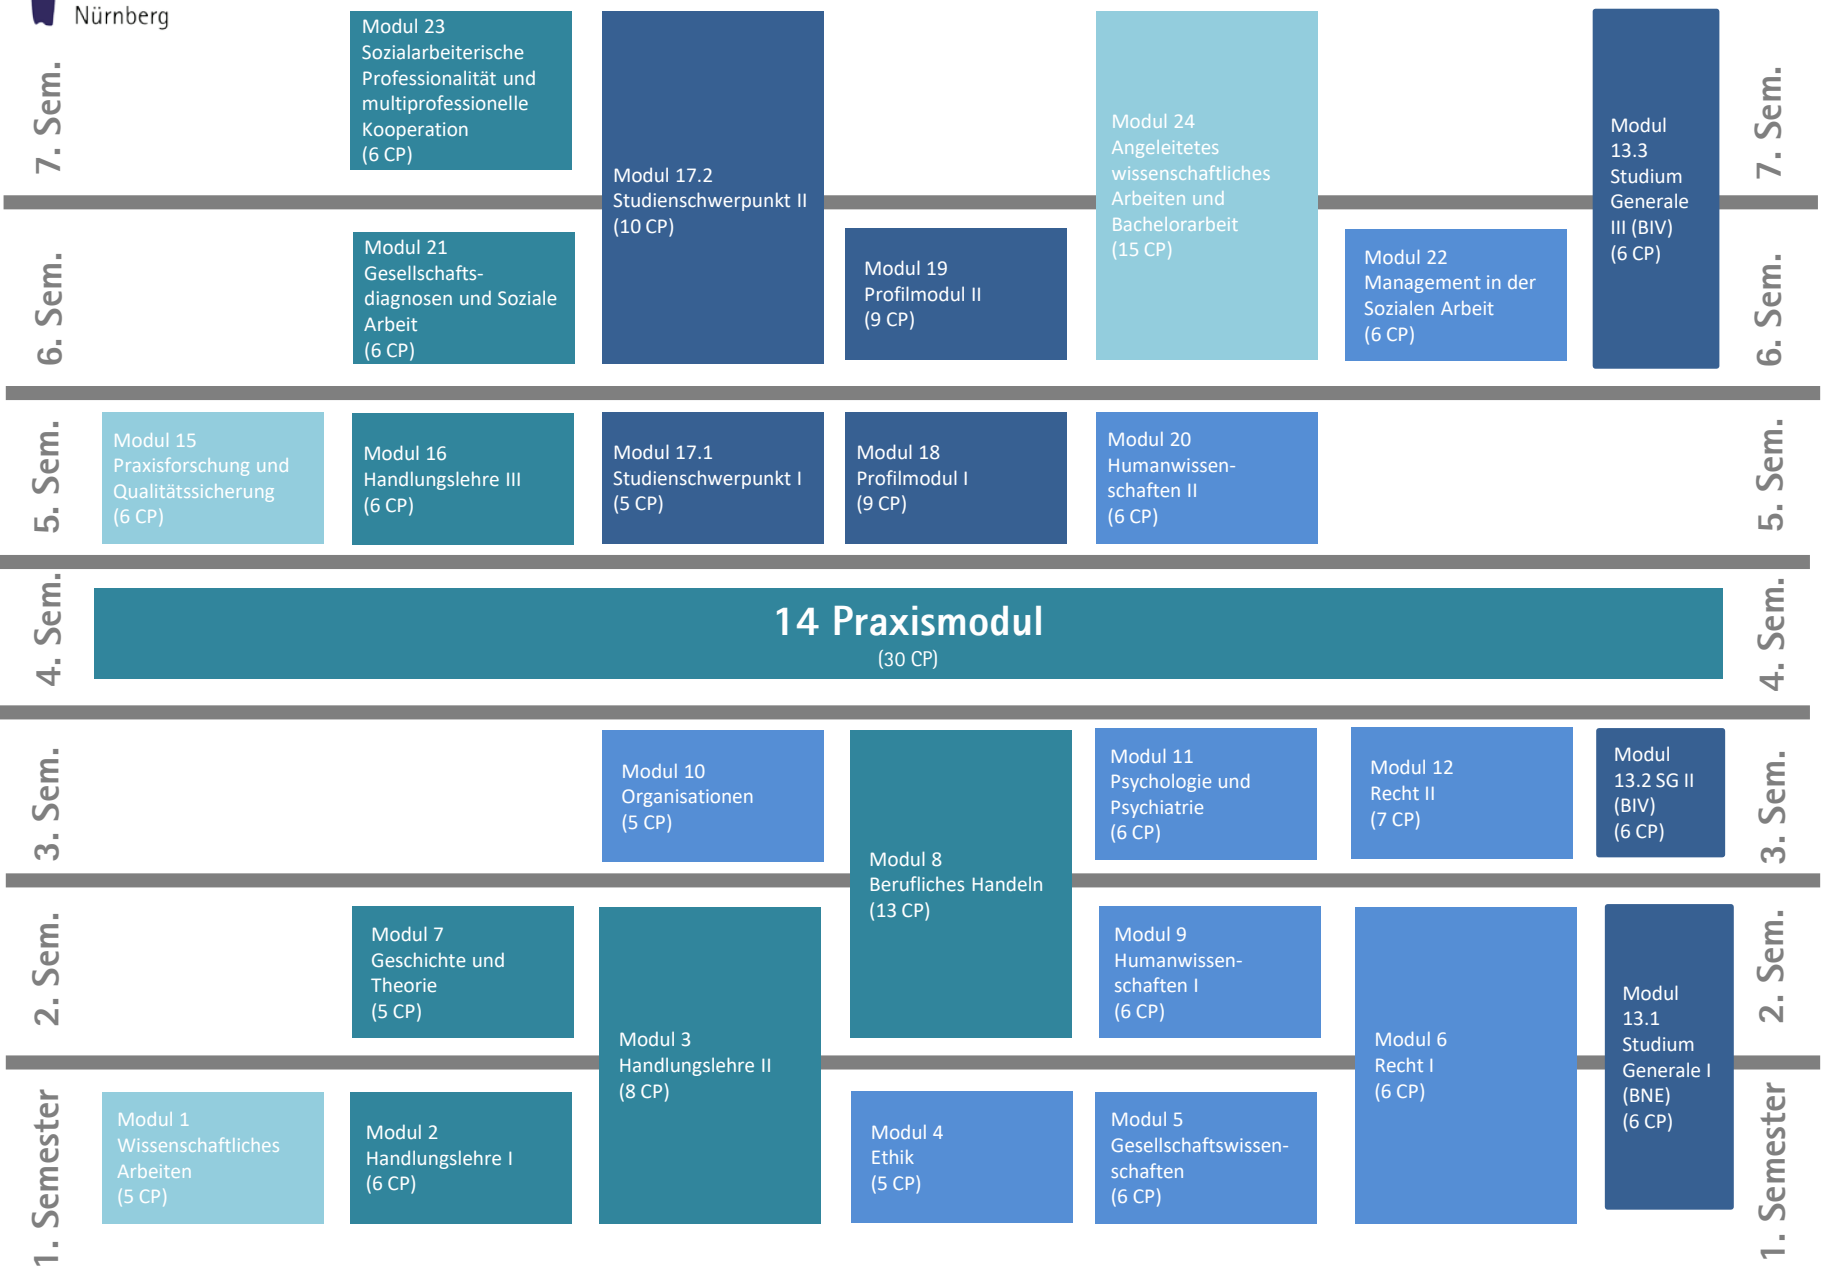 Nürnberg
7. Sem.
Modul 23
Sozialarbeiterische
Professionalität und
multiprofessionelle
Kooperation
(6 CP)
Modul 17.2
Studienschwerpunkt II
(10 CP)
Modul 24
Angeleitetes
wissenschaftliches
Arbeiten und
Bachelorarbeit
(15 CP)
Modul
13.3
Studium
Generale
III (BIV)
(6 CP)
7. Sem.
6. Sem.
Modul 21
Gesellschafts-
diagnosen und Soziale
Arbeit
(6 CP)
Modul 19
Profilmodul II
(9 CP)
Modul 22
Management in der
Sozialen Arbeit
(6 CP)
6. Sem.
5. Sem.
Modul 15
Praxisforschung und
Qualitätssicherung
(6 CP)
Modul 16
Handlungslehre III
(6 CP)
Modul 17.1
Studienschwerpunkt I
(5 CP)
Modul 18
Profilmodul I
(9 CP)
Modul 20
Humanwissen-
schaften II
(6 CP)
5. Sem.
4. Sem.
14 Praxismodul
(30 CP)
4. Sem.
3. Sem.
Modul 10
Organisationen
(5 CP)
Modul 8
Berufliches Handeln
(13 CP)
Modul 11
Psychologie und
Psychiatrie
(6 CP)
Modul 12
Recht II
(7 CP)
Modul
13.2 SG II
(BIV)
(6 CP)
3. Sem.
2. Sem.
Modul 7
Geschichte und
Theorie
(5 CP)
Modul 3
Handlungslehre II
(8 CP)
Modul 9
Humanwissen-
schaften I
(6 CP)
Modul 6
Recht I
(6 CP)
Modul
13.1
Studium
Generale I
(BNE)
(6 CP)
2. Sem.
1. Semester
Modul 1
Wissenschaftliches
Arbeiten
(5 CP)
Modul 2
Handlungslehre I
(6 CP)
Modul 4
Ethik
(5 CP)
Modul 5
Gesellschaftswissen-
schaften
(6 CP)
1. Semester